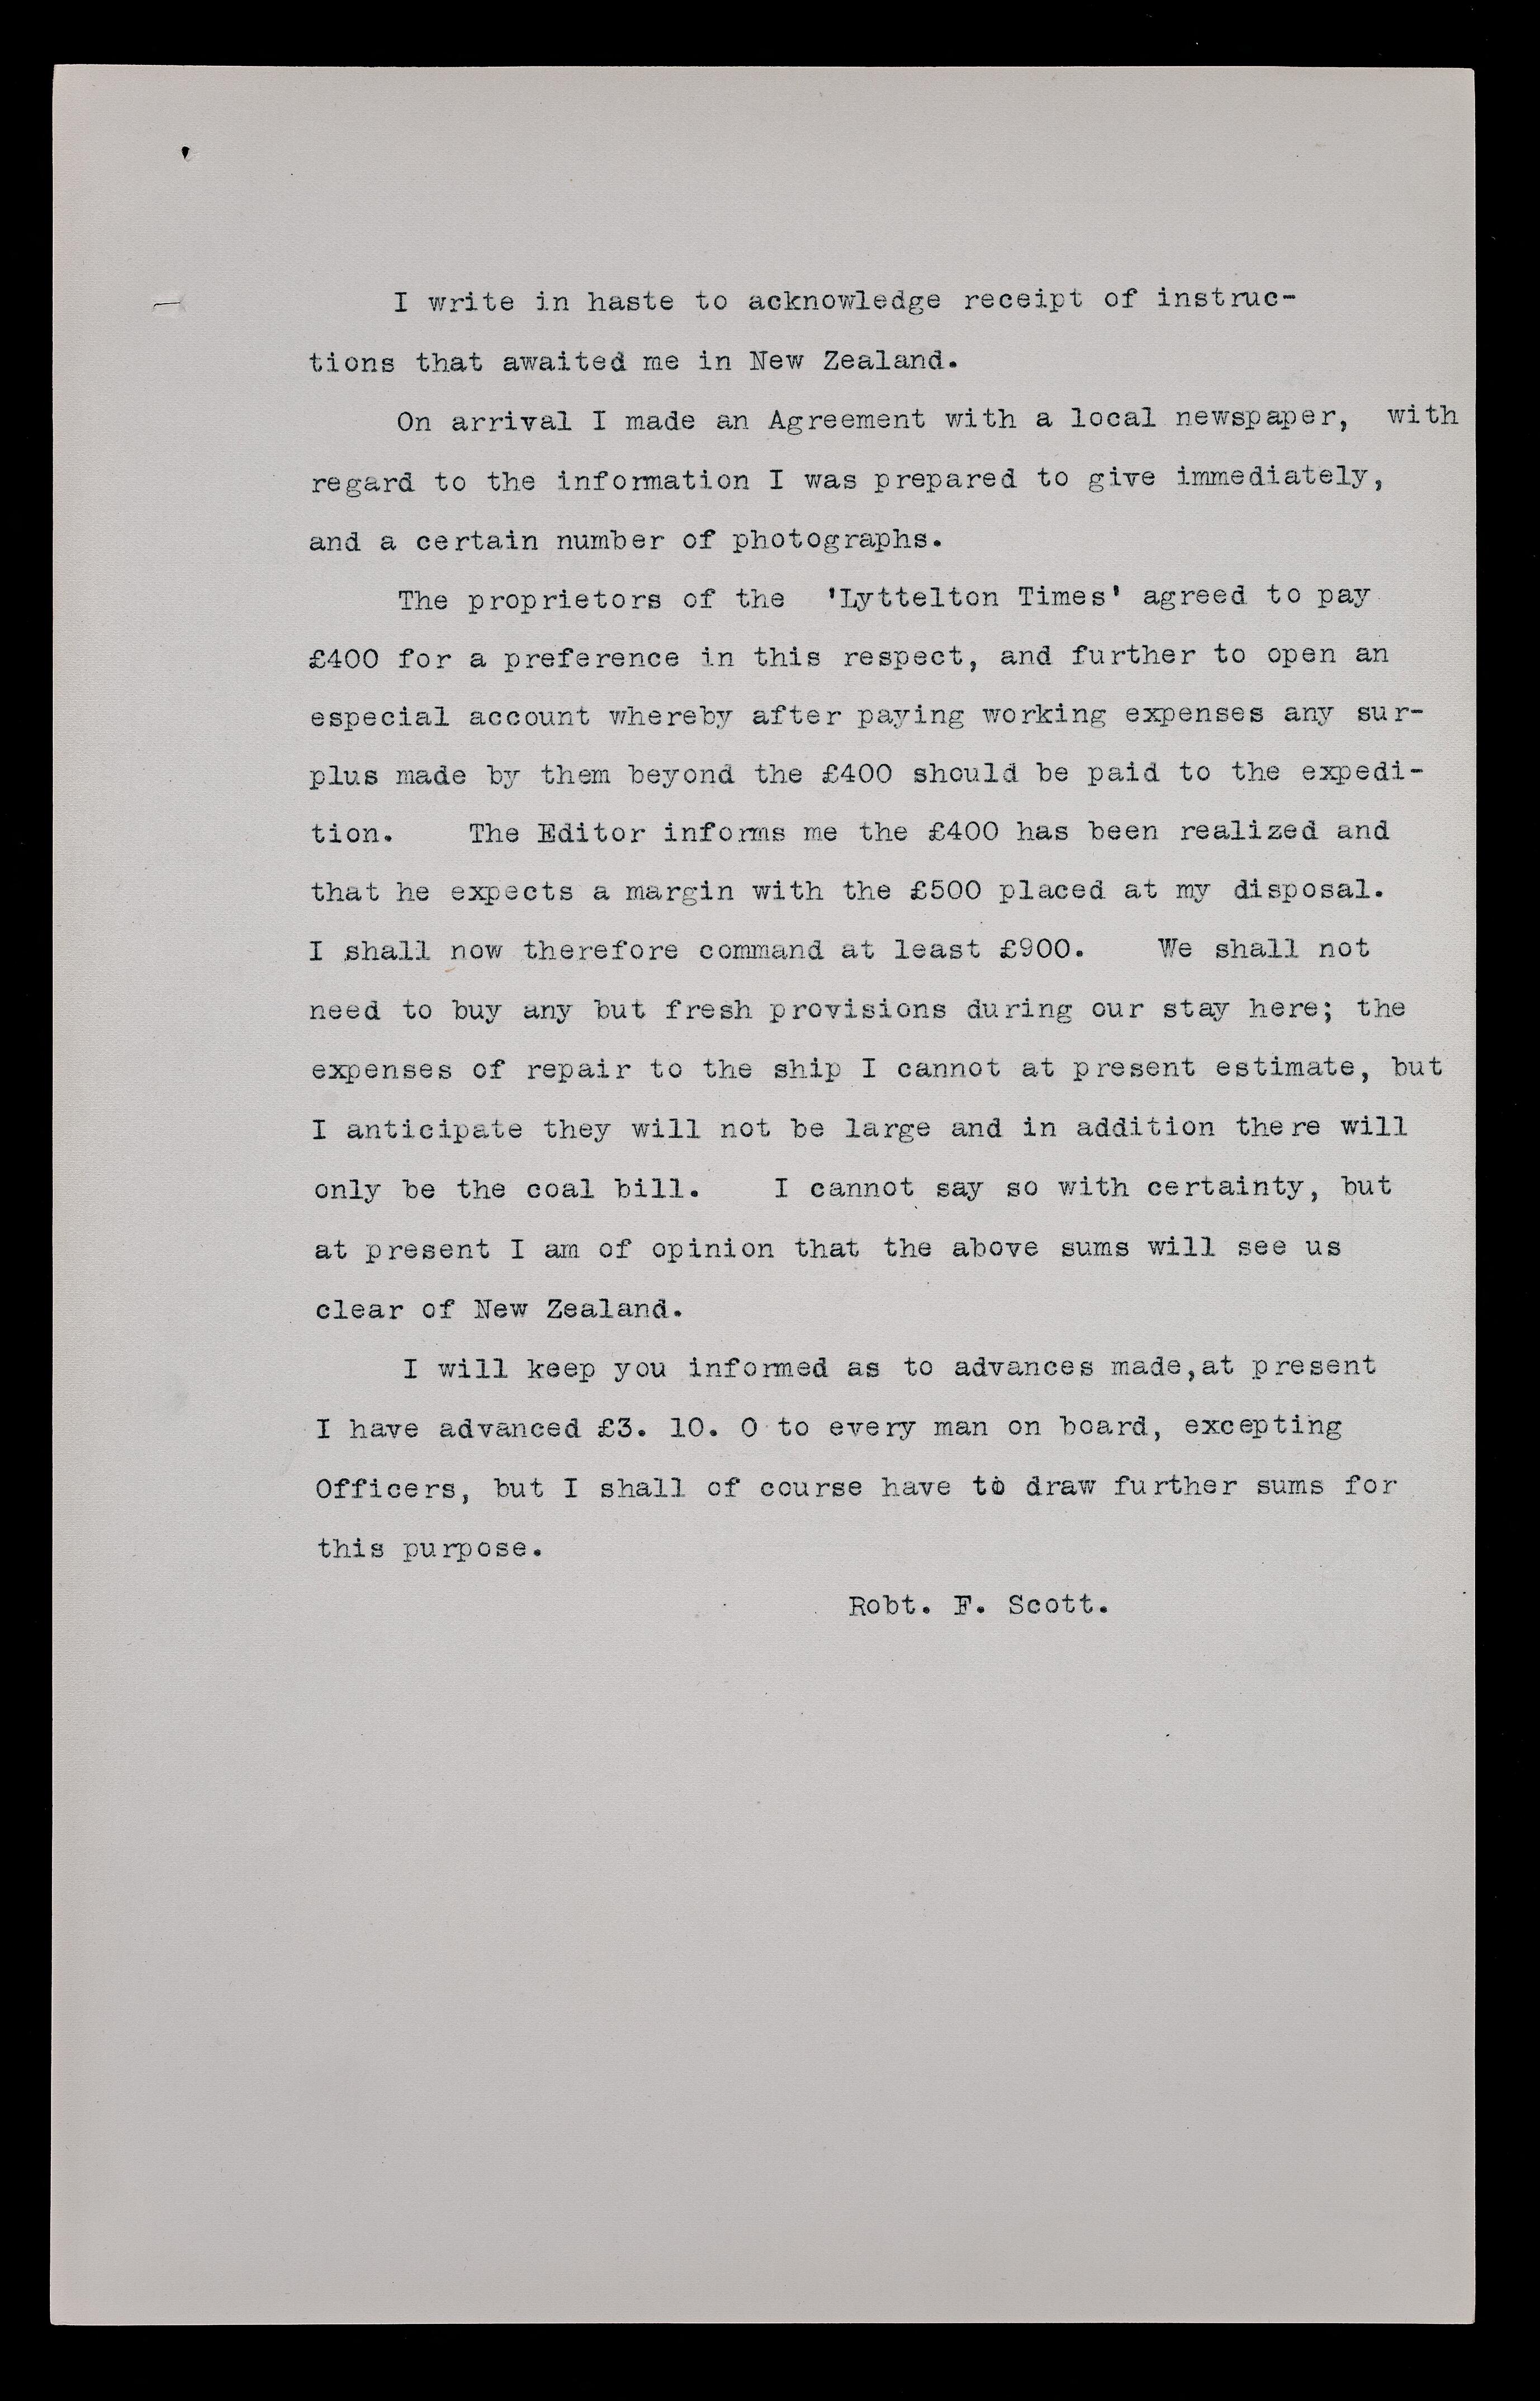 I write in haste to acknowledge receipt of instruc-
tions that awaited me in New Zealand.
On arrival I made an Agreement with a local newspaper, with
regard to the information I was prepared to give immediately,
and a certain number of photographs.
The proprietors of the 'Lyttelton Times' agreed to pay
£400 for a preference in this respect, and further to open an
especial account whereby after paying working expenses any sur-
plus made by them beyond the £400 should be paid to the expedi-
tion. The Editor informs me the £400 has been realized and
that he expects a margin with the £500 placed at my disposal.
I shall now therefore command at least £900. We shall not
need to buy any but fresh provisions during our stay here; the
expenses of repair to the ship I cannot at present estimate, but
I anticipate they will not be large and in addition there will
only be the coal bill. I cannot say so with certainty, but
at present I am of opinion that the above sums will see us
clear of New Zealand.
I will keep you informed as to advances made,at present
I have advanced £3. 10. 0 to every man on board, excepting
Officers, but I shall of course have to draw further sums for
this purpose.
Robt. F. Scott.